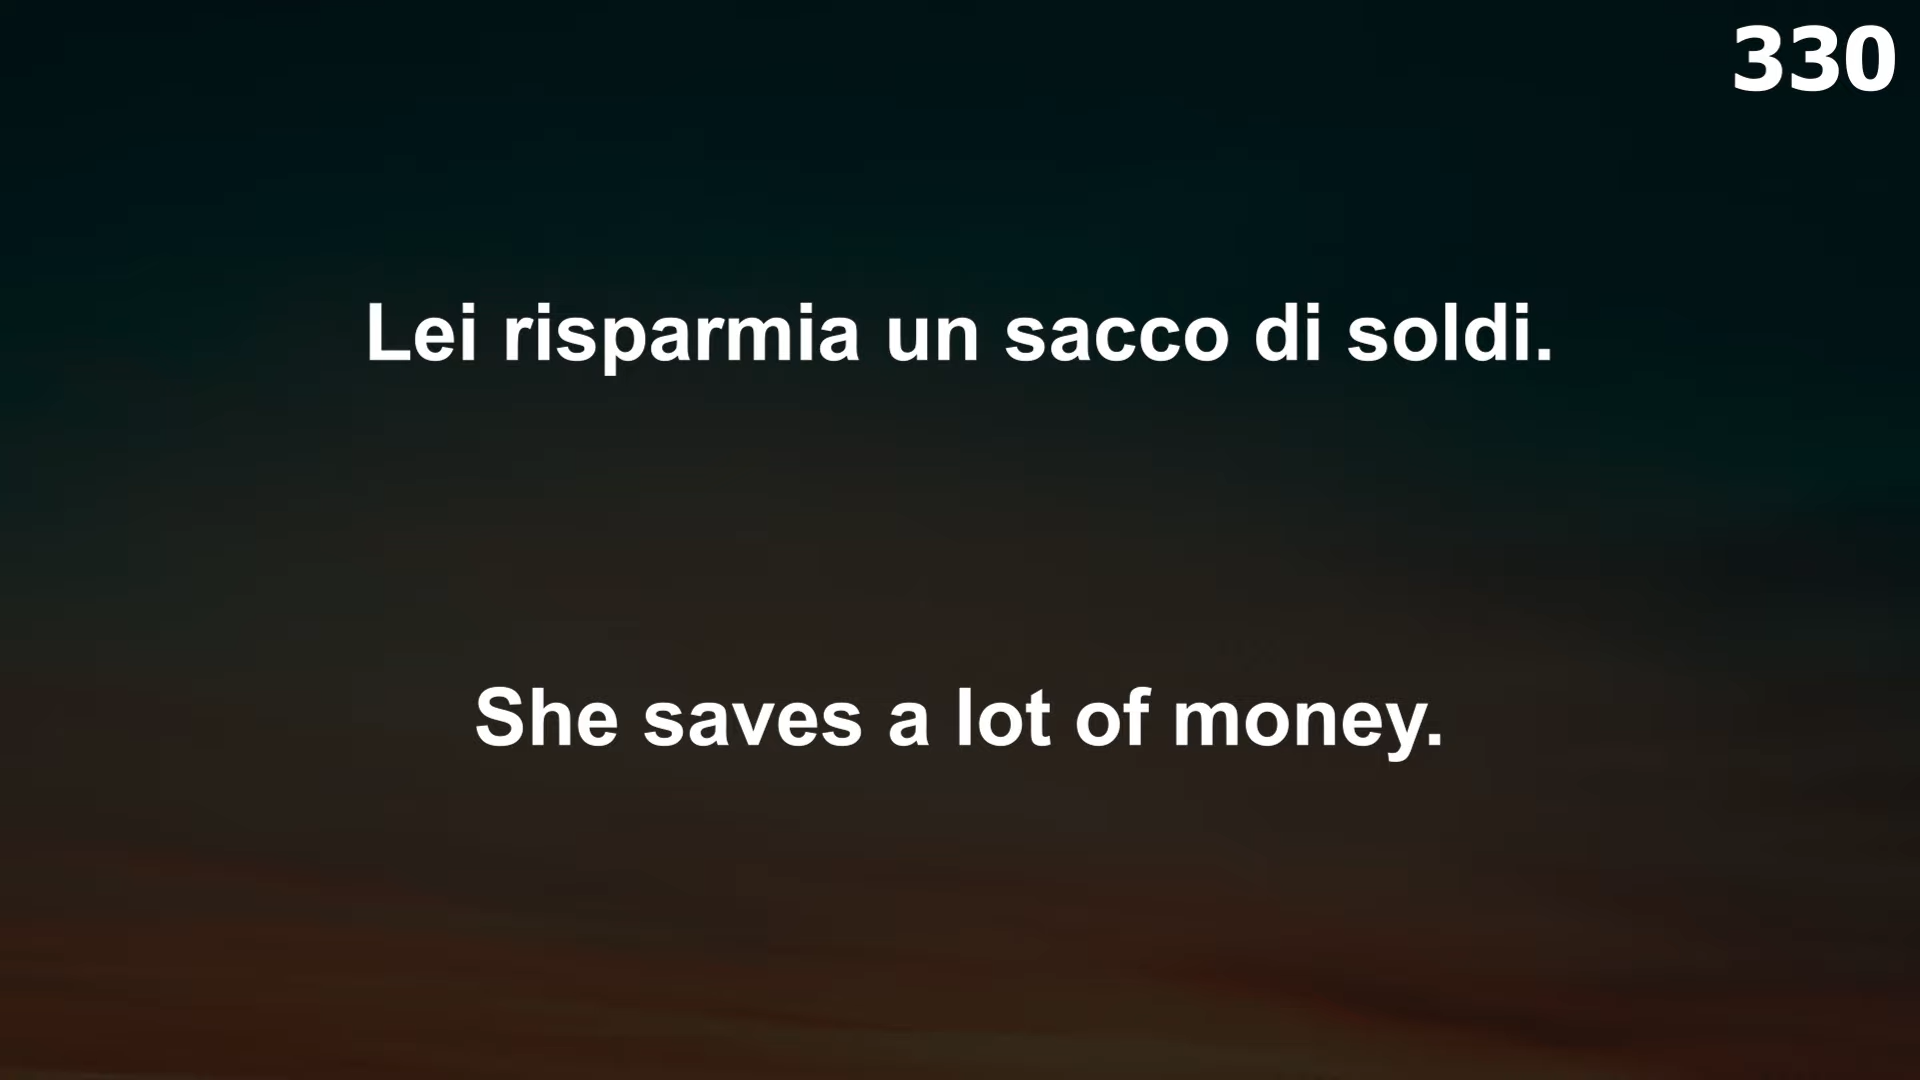 330
Lei risparmia un sacco di soldi.
She saves a lot of money.